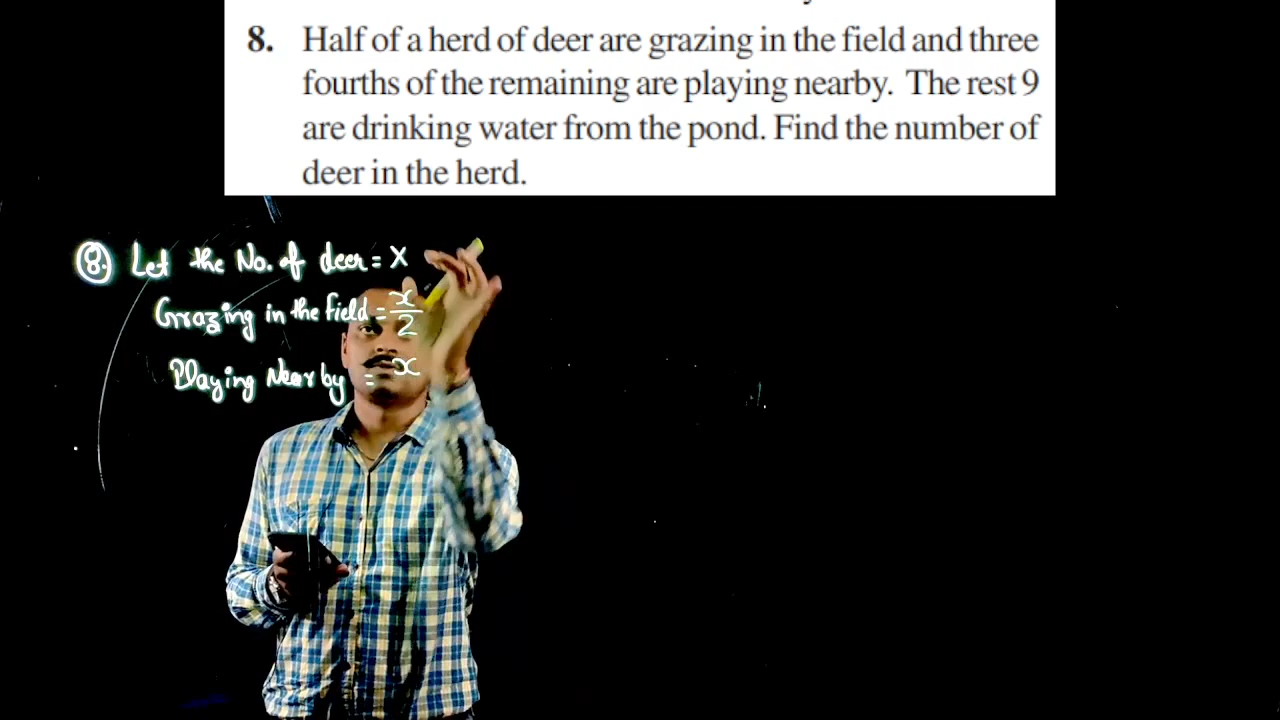 8. Half of a herd of deer are grazing in the field and three
fourths of the remaining are playing nearby. The rest 9
are drinking water from the pond. Find the number of
deer in the herd.
8. Let the No. of deer = x
Grazing in the field = x/2
Playing Near by = x